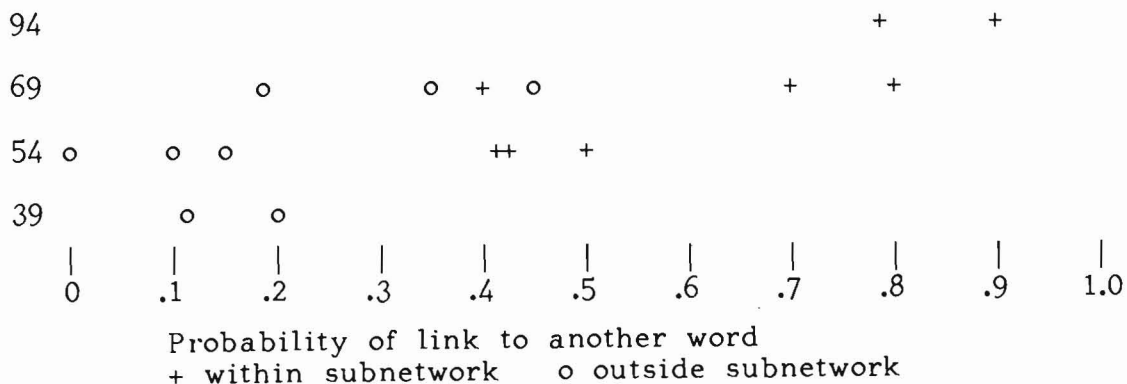 94
69
54
39
0 .1 .2 .3 .4 .5 .6 .7 .8 .9 1.0
Probability of link to another word
+ within subnetwork o outside subnetwork